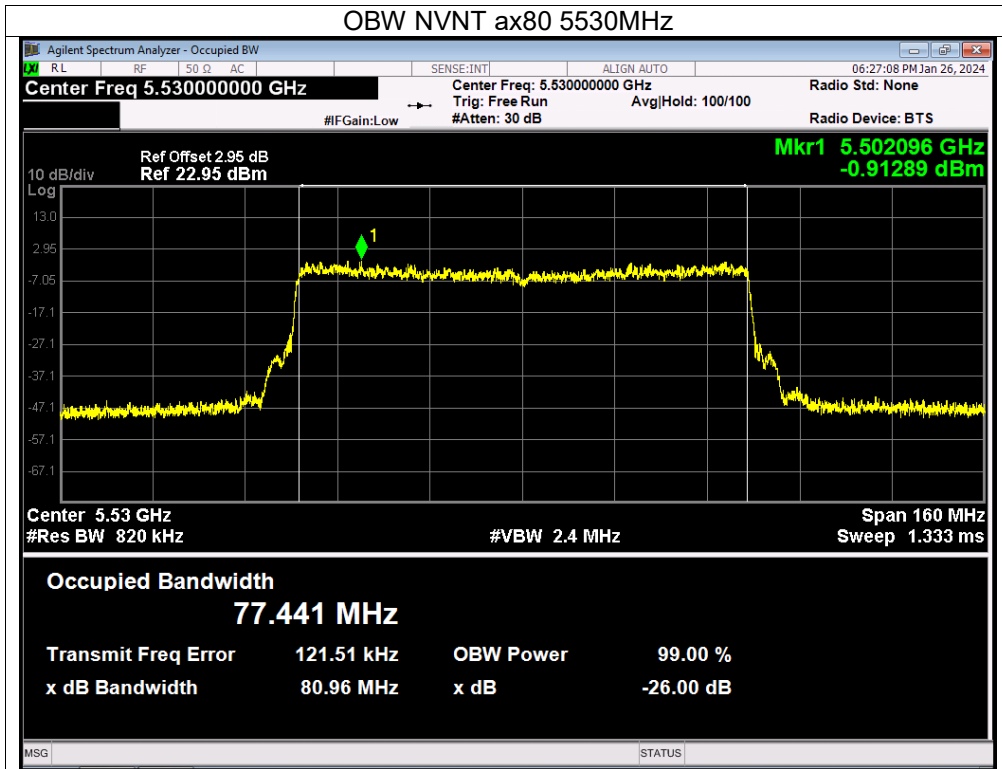 OBW NVNT ax80 5530MHz
Agilent Spectrum Analyzer - Occupied BW
LXI RL RF 50 Ω AC SENSE:INT ALIGN AUTO 06:27:08 PM Jan 26, 2024
Center Freq 5.530000000 GHz Center Freq: 5.530000000 GHz Radio Std: None
Trig: Free Run Avg|Hold: 100/100
#IFGain:Low #Atten: 30 dB Radio Device: BTS
Mkr1 5.502096 GHz
-0.91289 dBm
Ref Offset 2.95 dB
10 dB/div Ref 22.95 dBm
Log
13.0
1
2.95
-7.05
-17.1
-27.1
-37.1
-47.1
-57.1
-67.1
Center 5.53 GHz Span 160 MHz
#Res BW 820 kHz #VBW 2.4 MHz Sweep 1.333 ms
Occupied Bandwidth
77.441 MHz
Transmit Freq Error 121.51 kHz OBW Power 99.00 %
x dB Bandwidth 80.96 MHz x dB -26.00 dB
MSG STATUS